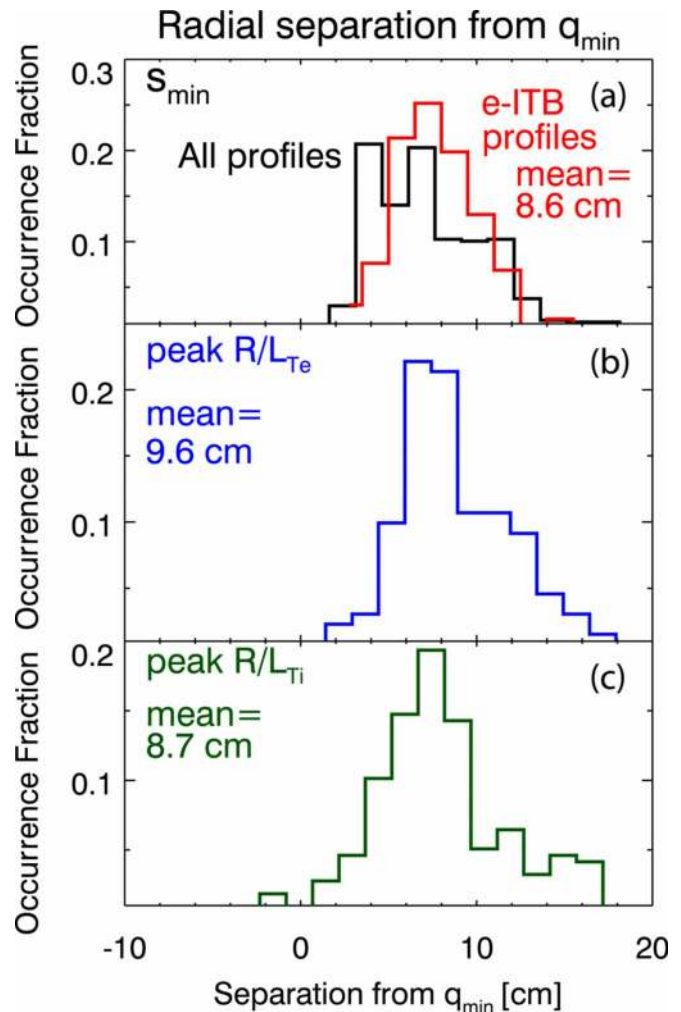 Radial separation from qmin
0.3
smin
(a)
e-ITB
profiles
mean=
8.6 cm
All profiles
0.2
0.1
Occurrence Fraction
peak R/LTe
(b)
mean=
9.6 cm
0.2
0.1
Occurrence Fraction
0.2
peak R/LTi
(c)
mean=
8.7 cm
0.1
Occurrence Fraction
-10 0 10 20
Separation from qmin [cm]